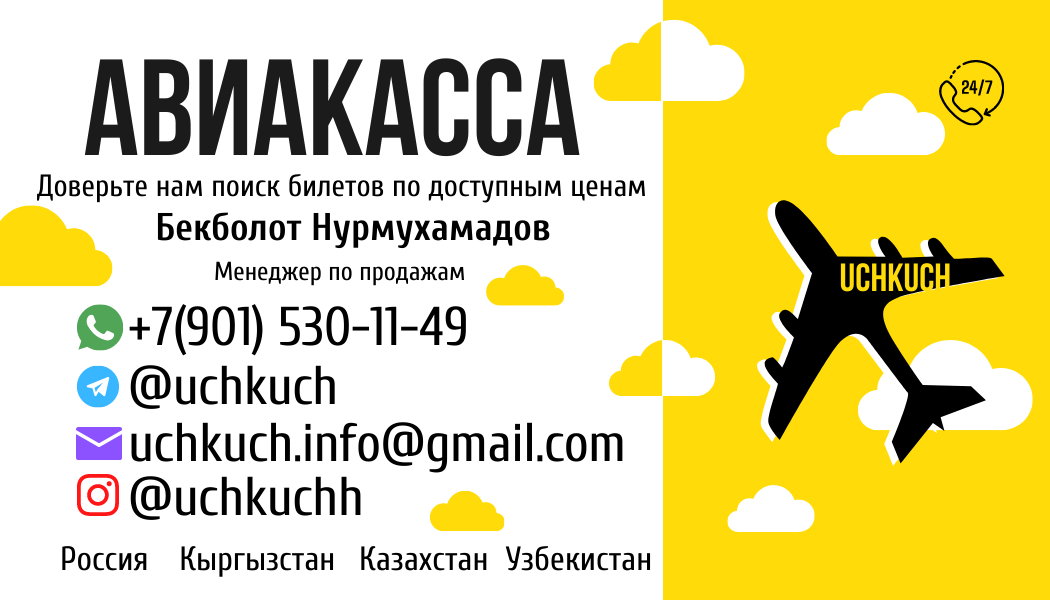 АВИАКАССА
Доверьте нам поиск билетов по доступным ценам
Бекболот Нурмухамадов
Менеджер по продажам
+7(901) 530-11-49
@uchkuch
uchkuch.info@gmail.com
@uchkuchh
Россия Кыргызстан Казахстан Узбекистан
24/7
UCHKUCH